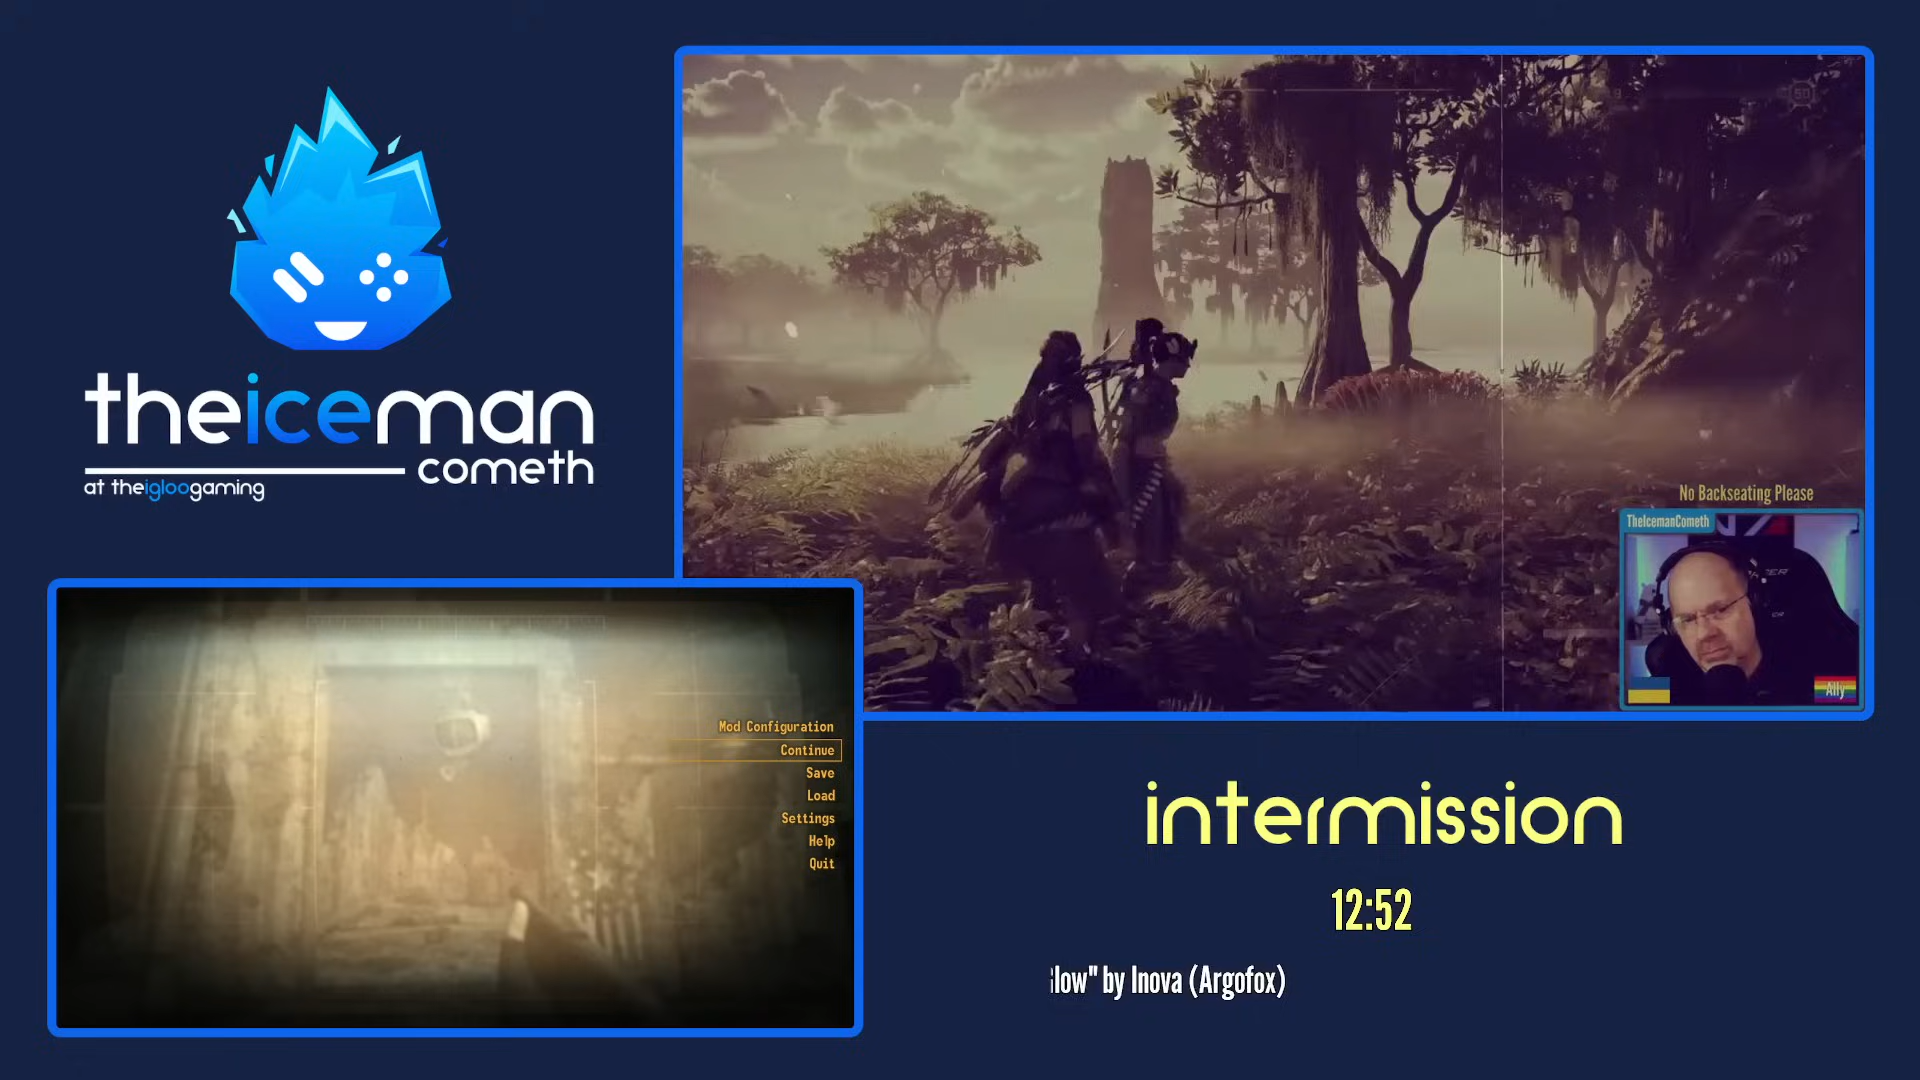 theiceman
cometh
at theigloogaming
No Backseating Please
TheIcemanCometh
Ally
Mod Configuration
Continue
Save
Load
Settings
Help
Quit
intermission
12:52
low" by Inova (Argofox)